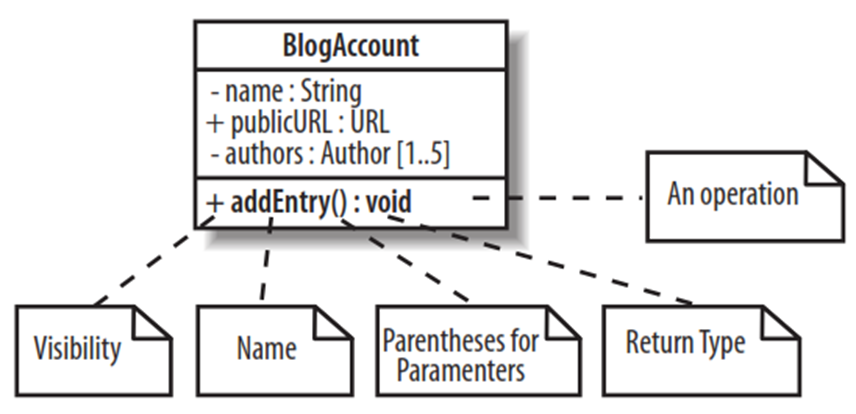 BlogAccount
- name : String
+ publicURL : URL
- authors : Author [1..5]
+ addEntry() : void
An operation
Visibility
Name
Parentheses for
Paramenters
Return Type